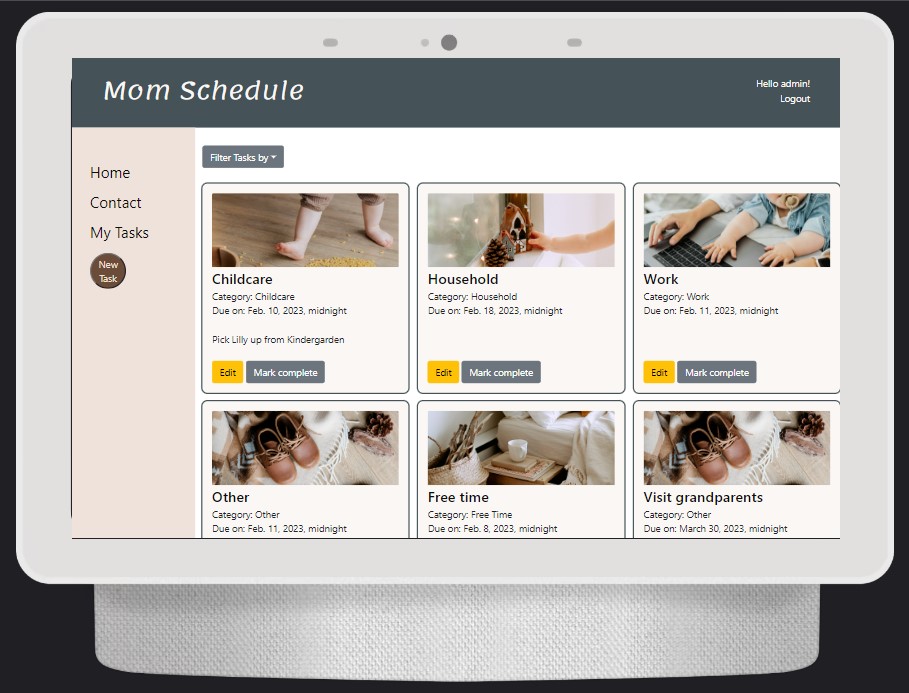 Mom Schedule
Hello admin!
Logout
Home
Contact
My Tasks
New
Task
Filter Tasks by
Childcare
Category: Childcare
Due on: Feb. 10, 2023, midnight
Pick Lilly up from Kindergarden
Edit
Mark complete
Household
Category: Household
Due on: Feb. 18, 2023, midnight
Edit
Mark complete
Work
Category: Work
Due on: Feb. 11, 2023, midnight
Edit
Mark complete
Other
Category: Other
Due on: Feb. 11, 2023, midnight
Free time
Category: Free Time
Due on: Feb. 8, 2023, midnight
Visit grandparents
Category: Other
Due on: March 30, 2023, midnight